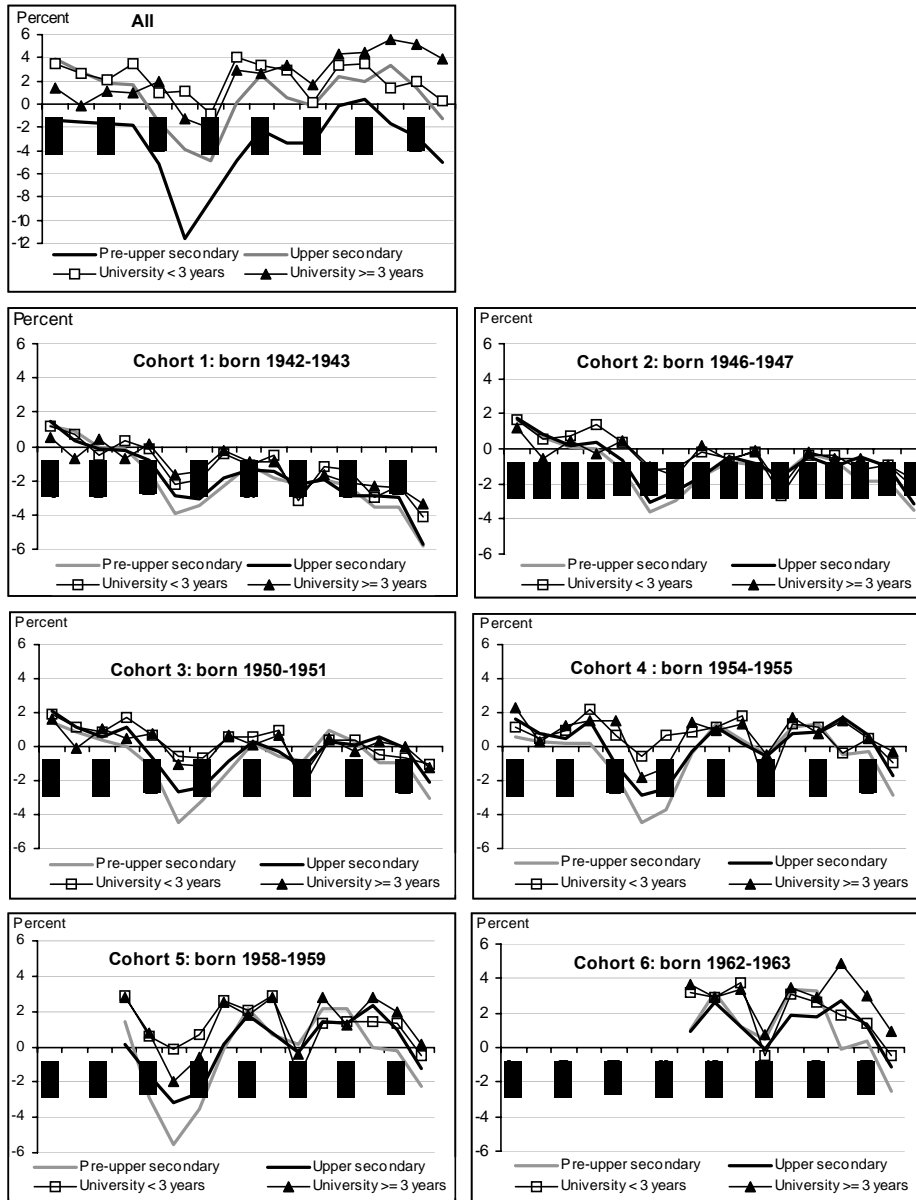 Percent
All
6
4
2
0
-2
-4
-6
-8
-10
-12
Pre-upper secondary Upper secondary
University < 3 years University >= 3 years
Percent
6
Cohort 1: born 1942-1943
4
2
0
-2
-4
-6
Pre-upper secondary Upper secondary
University < 3 years University >= 3 years
Percent
6
Cohort 2: born 1946-1947
4
2
0
-2
-4
-6
Pre-upper secondary Upper secondary
University < 3 years University >= 3 years
Percent
6
Cohort 3: born 1950-1951
4
2
0
-2
-4
-6
Pre-upper secondary Upper secondary
University < 3 years University >= 3 years
Percent
6
Cohort 4 : born 1954-1955
4
2
0
-2
-4
-6
Pre-upper secondary Upper secondary
University < 3 years University >= 3 years
Percent
6
Cohort 5: born 1958-1959
4
2
0
-2
-4
-6
Pre-upper secondary Upper secondary
University < 3 years University >= 3 years
Percent
6
Cohort 6: born 1962-1963
4
2
0
-2
-4
-6
Pre-upper secondary Upper secondary
University < 3 years University >= 3 years